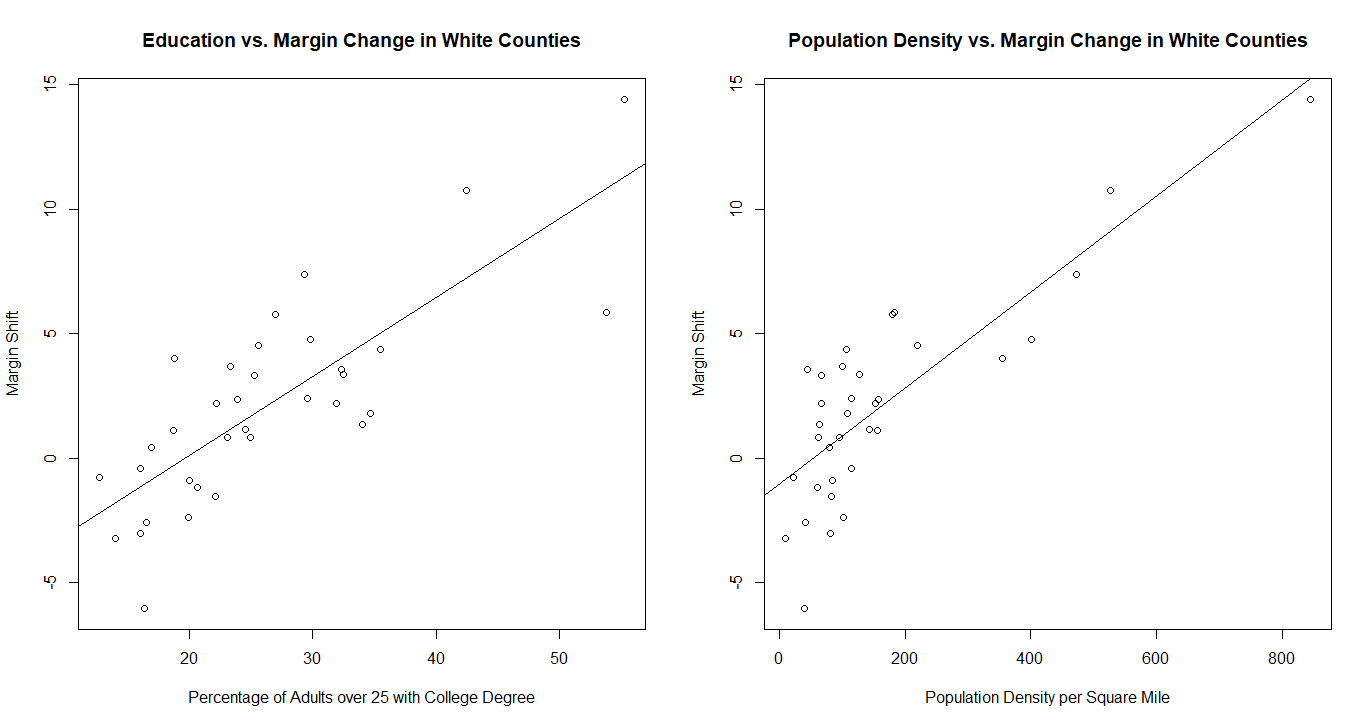 Education vs. Margin Change in White Counties
Margin Shift
15
10
5
0
-5
20 30 40 50
Percentage of Adults over 25 with College Degree
Population Density vs. Margin Change in White Counties
Margin Shift
15
10
5
0
-5
0 200 400 600 800
Population Density per Square Mile